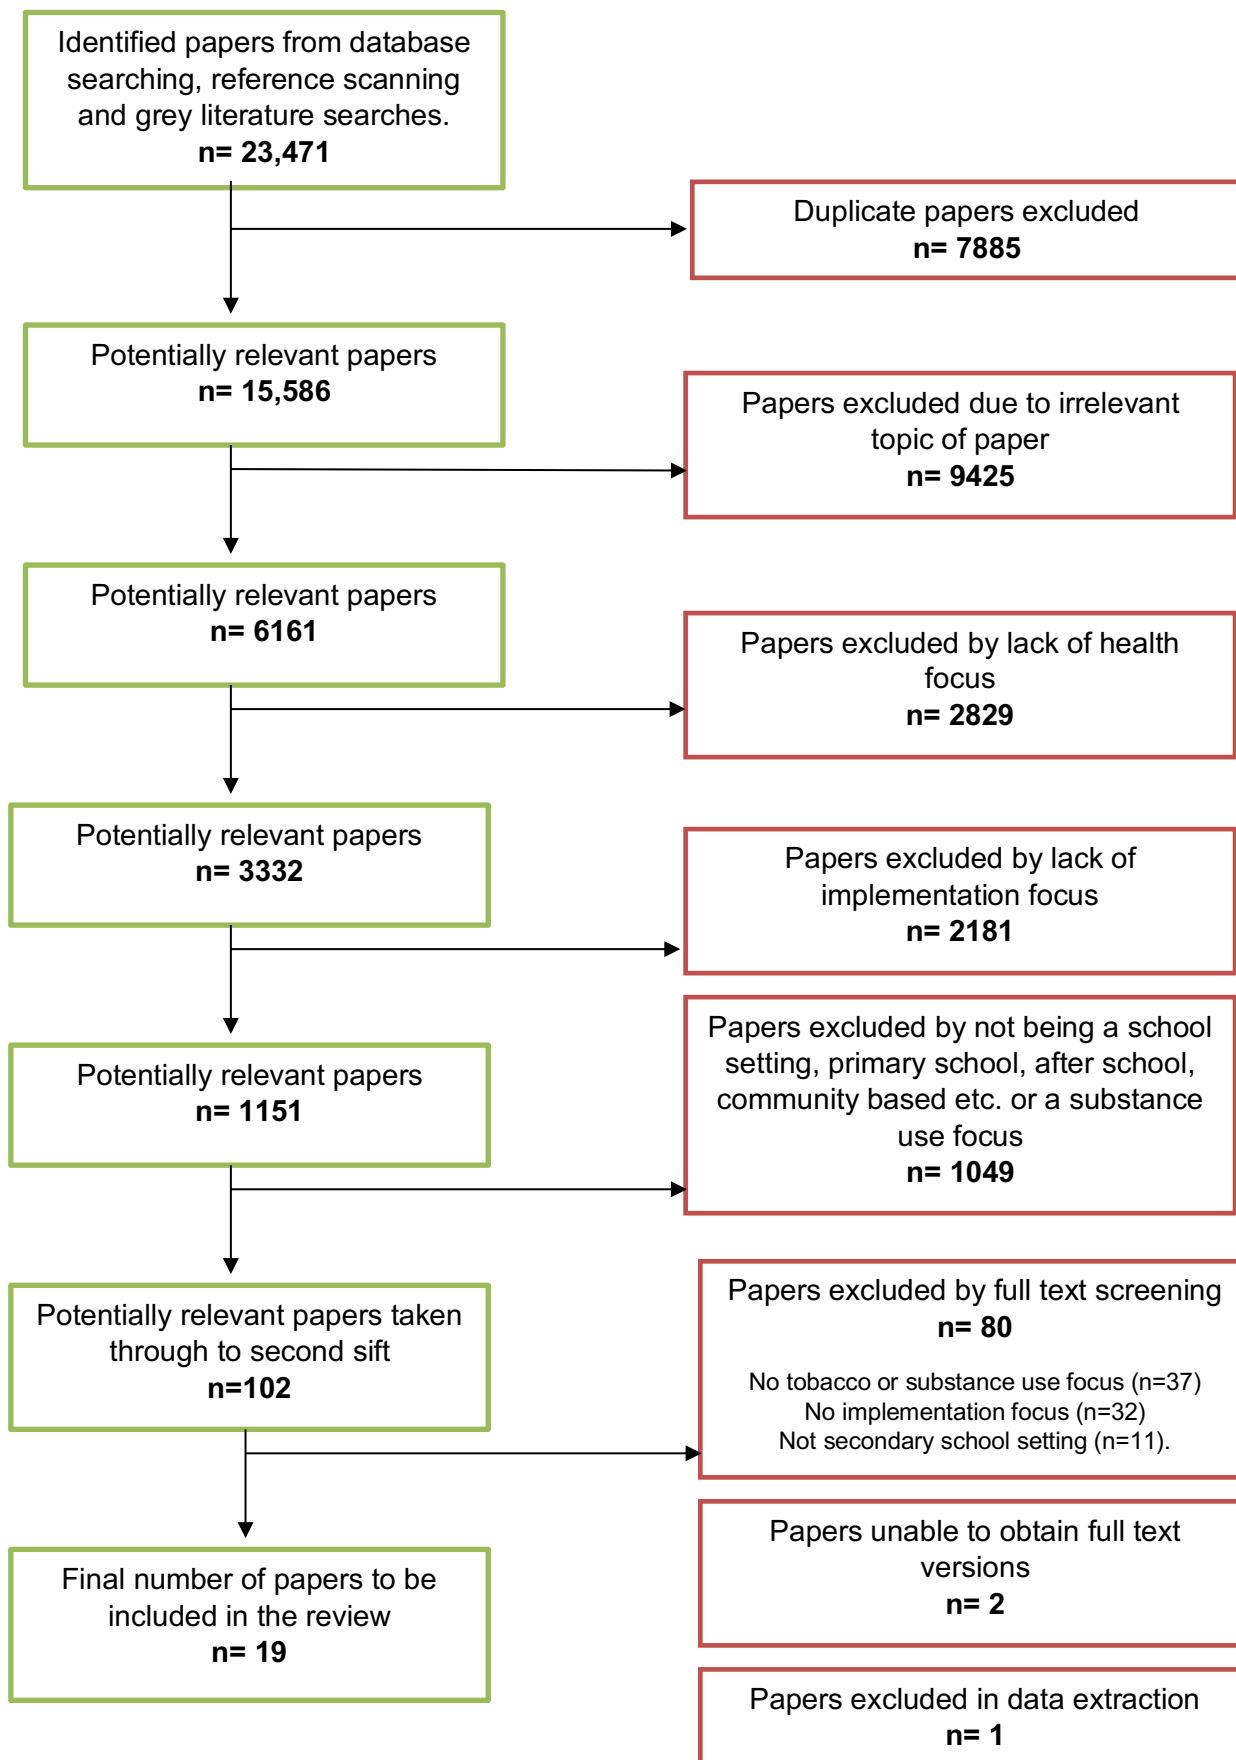 Identified papers from database
searching, reference scanning
and grey literature searches.
n= 23,471
Duplicate papers excluded
n= 7885
Potentially relevant papers
n= 15,586
Papers excluded due to irrelevant
topic of paper
n= 9425
Potentially relevant papers
n= 6161
Papers excluded by lack of health
focus
n= 2829
Potentially relevant papers
n= 3332
Papers excluded by lack of
implementation focus
n= 2181
Potentially relevant papers
n= 1151
Papers excluded by not being a school
setting, primary school, after school,
community based etc. or a substance
use focus
n= 1049
Potentially relevant papers taken
through to second sift
n=102
Papers excluded by full text screening
n= 80
No tobacco or substance use focus (n=37)
No implementation focus (n=32)
Not secondary school setting (n=11).
Papers unable to obtain full text
versions
n= 2
Final number of papers to be
included in the review
n= 19
Papers excluded in data extraction
n= 1